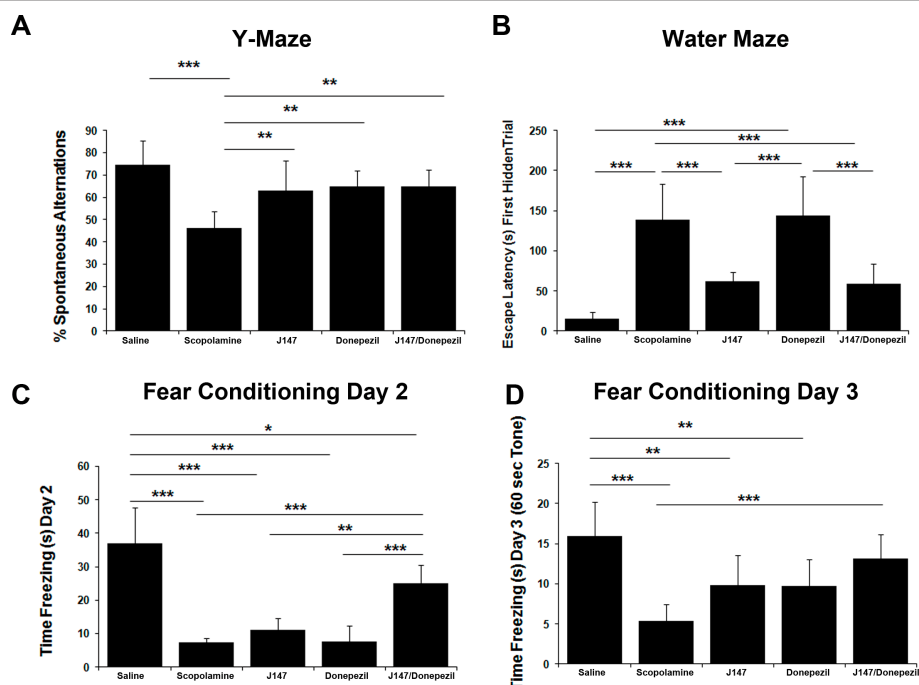 A
Y-Maze
***
**
**
**
% Spontaneous Alternations
90
80
70
60
50
40
30
20
10
0
Saline
Scopolamine
J147
Donepezil
J147/Donepezil
B
Water Maze
***
***
***
***
***
***
Escape Latency (s) First HiddenTrial
250
200
150
100
50
0
Saline
Scopolamine
J147
Donepezil
J147/Donepezil
C
Fear Conditioning Day 2
*
***
***
***
***
**
***
Time Freezing (s) Day 2
60
50
40
30
20
10
0
Saline
Scopolamine
J147
Donepezil
J147/Donepezil
D
Fear Conditioning Day 3
**
**
***
***
Time Freezing (s) Day 3 (60 sec Tone)
25
20
15
10
5
0
Saline
Scopolamine
J147
Donepezil
J147/Donepezil